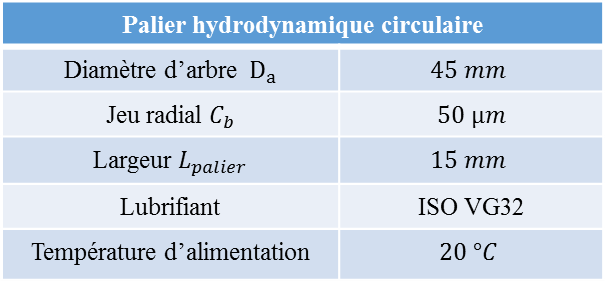 Palier hydrodynamique circulaire
Diamètre d’arbre Dₐ 45 mm
Jeu radial C_b 50 μm
Largeur L_palier 15 mm
Lubrifiant ISO VG32
Température d’alimentation 20 °C